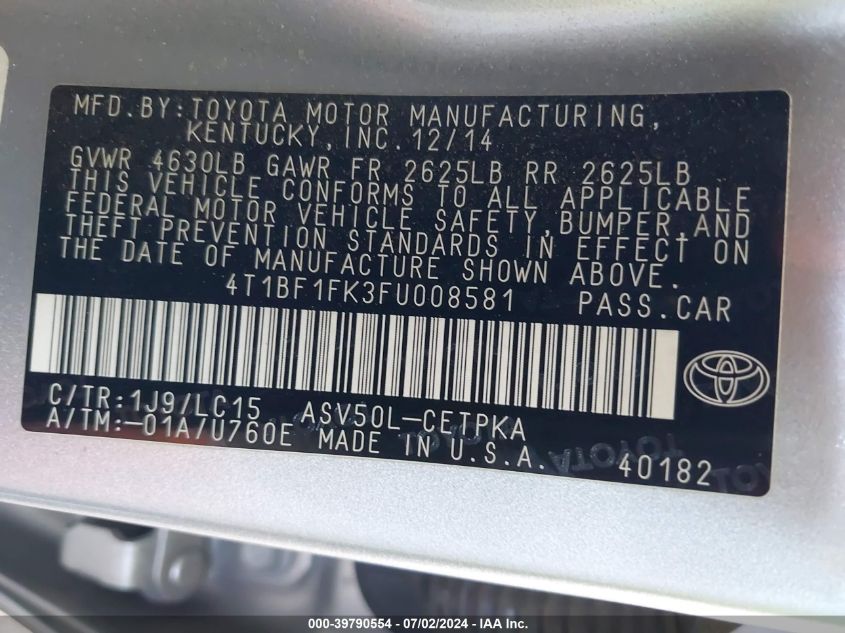 MFD.BY:TOYOTA MOTOR MANUFACTURING,
KENTUCKY,INC.12/14
GVWR 4630LB GAWR FR 2625LB RR 2625LB
THIS VEHICLE CONFORMS TO ALL APPLICABLE
FEDERAL MOTOR VEHICLE SAFETY,BUMPER,AND
THEFT PREVENTION STANDARDS IN EFFECT ON
THE DATE OF MANUFACTURE SHOWN ABOVE.
4T1BF1FK3FU008581 PASS.CAR
C/TR:1J9/LC15 ASV50L-CETPKA
A/TM:-01A/U760E MADE IN U.S.A. 40182
TOYOTA
000-39790554 / 07/02/2024 - IAA Inc.